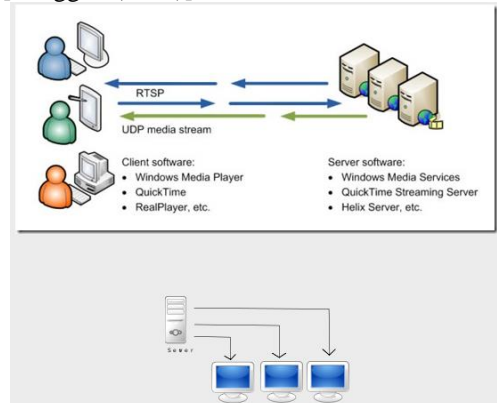 RTSP
UDP media stream
Client software:
• Windows Media Player
• QuickTime
• RealPlayer, etc.
Server software:
• Windows Media Services
• QuickTime Streaming Server
• Helix Server, etc.
Server